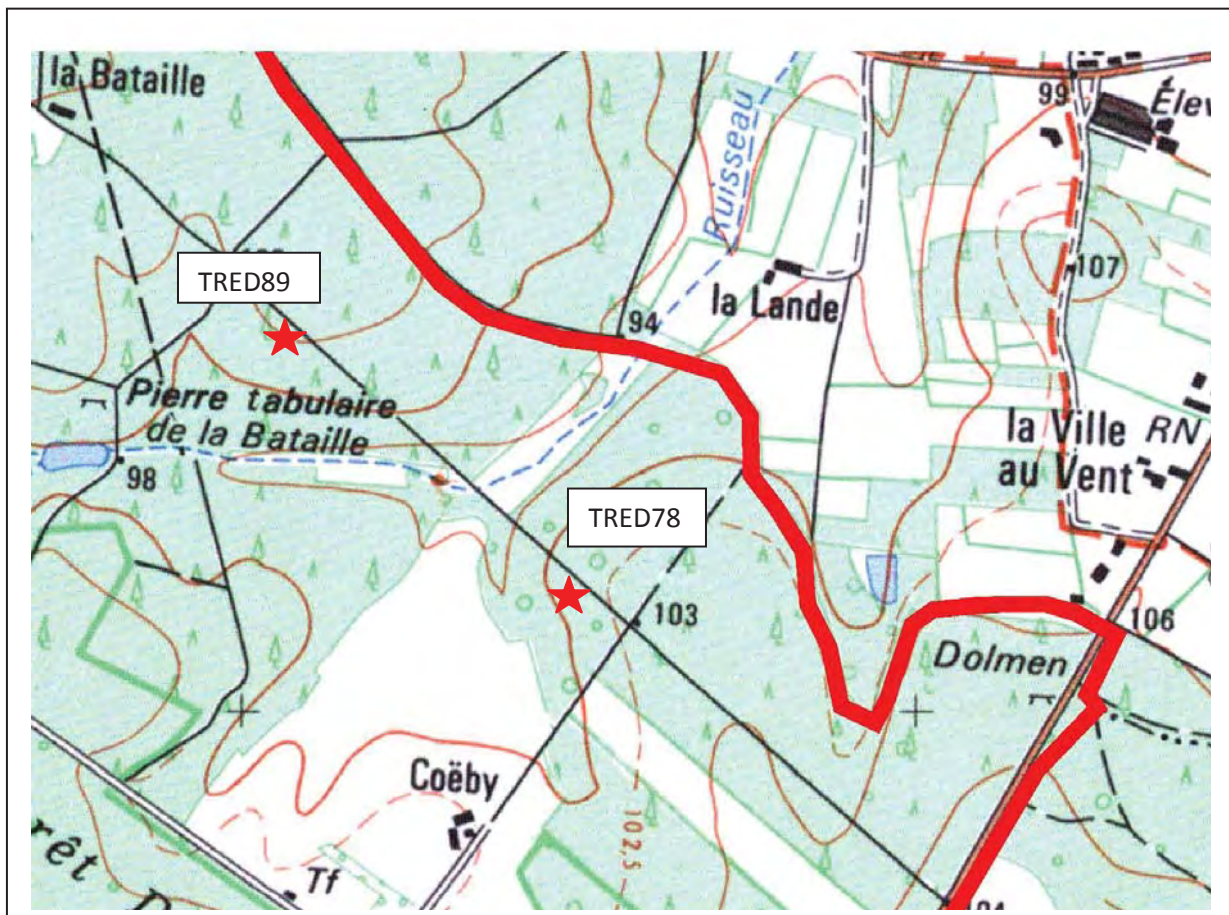 la Bataille
99
Élev
Ruisseau
107
TRED89
la Lande
94
Pierre tabulaire
de la Bataille
98
la Ville
au Vent
RN
TRED78
103
106
Dolmen
Coëby
102,5
Tf
rêt